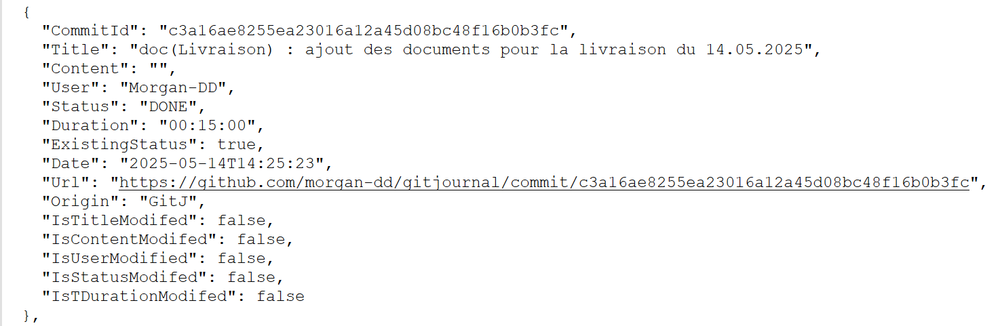 {
"CommitId": "c3a16ae8255ea23016a12a45d08bc48f16b0b3fc",
"Title": "doc(Livraison) : ajout des documents pour la livraison du 14.05.2025",
"Content": "",
"User": "Morgan-DD",
"Status": "DONE",
"Duration": "00:15:00",
"ExistingStatus": true,
"Date": "2025-05-14T14:25:23",
"Url": "https://github.com/morgan-dd/gitjournal/commit/c3a16ae8255ea23016a12a45d08bc48f16b0b3fc",
"Origin": "GitJ",
"IsTitleModifed": false,
"IsContentModifed": false,
"IsUserModified": false,
"IsStatusModifed": false,
"IsTDurationModifed": false
},